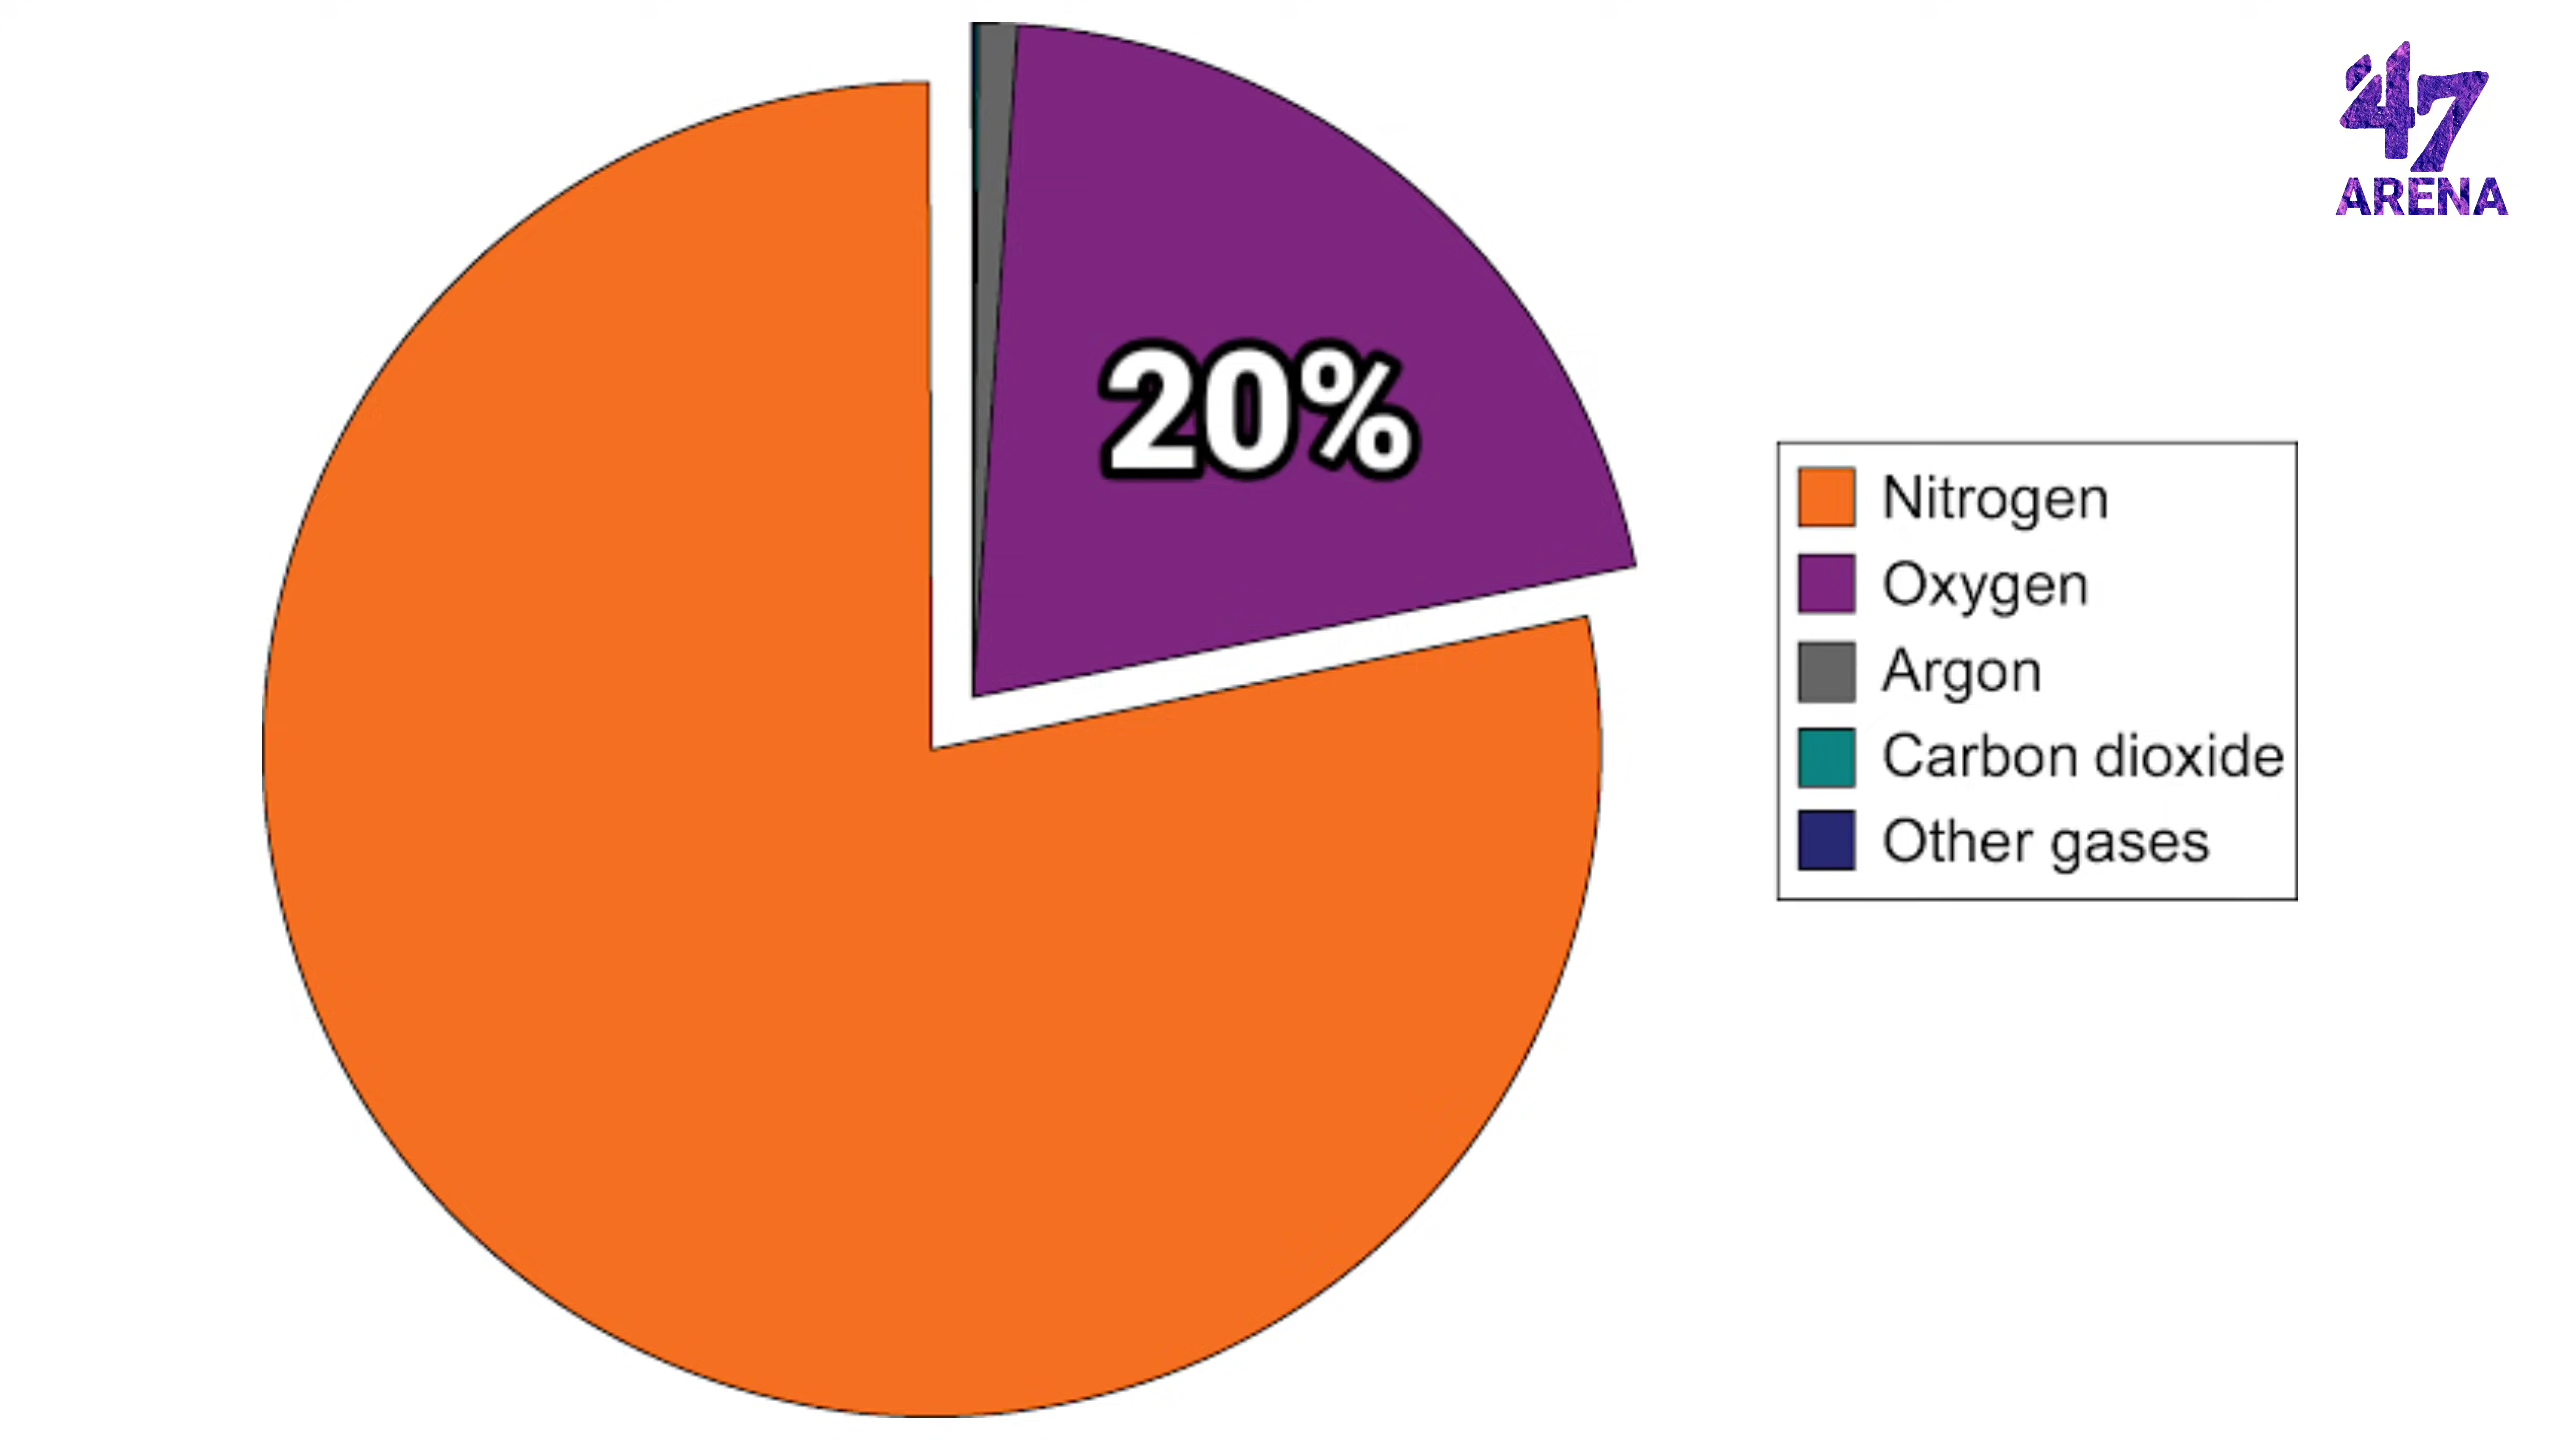 47
ARENA
20%
Nitrogen
Oxygen
Argon
Carbon dioxide
Other gases